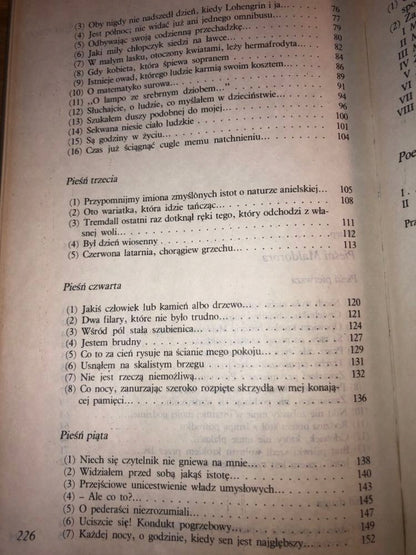 (3) Oby nigdy nie nadszedł dzień, kiedy Lohengrin i ja... 76
(4) Jest północ; nie widać już ani jednego omnibusu . . . . 77
(5) Odbywając swoją codzienną przechadzkę . . . . 79
(6) Jaki miły chłopczyk siedzi na ławce . . . . 80
(7) W małym lasku, otoczony kwiatami, leży hermafrodyta 82
(8) Gdy kobieta, która śpiewa sopranem . . . . 84
(9) Istnieje owad, którego ludzie karmią swoim kosztem . . . 86
(10) O matematyko surowa . . . . 89
(11) „O lampo ze srebrnym dziobem..." . . . . 91
(12) Słuchajcie, o ludzie, co myślałem w dzieciństwie . . . . 94
(13) Szukałem duszy podobnej do mojej . . . . 96
(14) Sekwana niesie ciało ludzkie . . . . 98
(15) Są godziny w życiu . . . . 100
(16) Czas już ściągnąć cugle memu natchnieniu . . . . 101
104
Pieśń trzecia
(1) Przypomnijmy imiona zmyślonych istot o naturze anielskiej 105
(2) Oto wariatka, która idzie tańcząc . . . . 108
(3) Tremdall ostatni raz dotknął ręki tego, który odchodzi z wła-
snej woli . . . . 111
(4) Był dzień wiosenny . . . . 112
(5) Czerwona latarnia, chorągiew grzechu . . . . 113
Pieśń czwarta
(1) Jakiś człowiek lub kamień albo drzewo . . . . 120
(2) Dwa filary, które nie było trudno . . . . 121
(3) Wśród pól stała szubienica . . . . 124
(4) Jestem brudny . . . . 127
(5) Co to za cień rysuje na ścianie mego pokoju . . . . 129
(6) Usnąłem na skalistym brzegu . . . . 131
(7) Nie jest rzeczą niemożliwą . . . . 132
(8) Co nocy, zanurzając szeroko rozpięte skrzydła w mej konają-
cej pamięci . . . . 136
Pieśń piąta
(1) Niech się czytelnik nie gniewa na mnie . . . . 138
(2) Widziałem przed sobą jakąś istotę . . . . 140
(3) Przejściowe unicestwienie władz umysłowych . . . . 143
(4) – Ale co to? . . . . 145
(5) O pederaści niezrozumiali . . . . 147
(6) Uciszcie się! Kondukt pogrzebowy . . . . 149
(7) Każdej nocy, o godzinie, kiedy sen jest najgłębszy . . . . 152
226